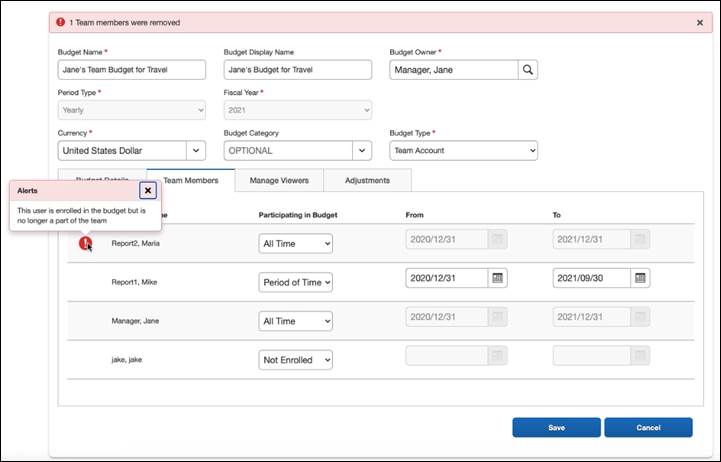 1 Team members were removed
Budget Name *
Budget Display Name
Budget Owner *
Jane's Team Budget for Travel
Jane's Budget for Travel
Manager, Jane
Period Type *
Fiscal Year *
Yearly
2021
Currency *
Budget Category
Budget Type *
United States Dollar
OPTIONAL
Team Account
Budget Details
Team Members
Manage Viewers
Adjustments
Alerts
This user is enrolled in the budget but is
no longer a part of the team
Participating in Budget
From
To
Report2, Maria
All Time
2020/12/31
2021/12/31
Report1, Mike
Period of Time
2020/12/31
2021/09/30
Manager, Jane
All Time
2020/12/31
2021/12/31
jake, jake
Not Enrolled
Save
Cancel